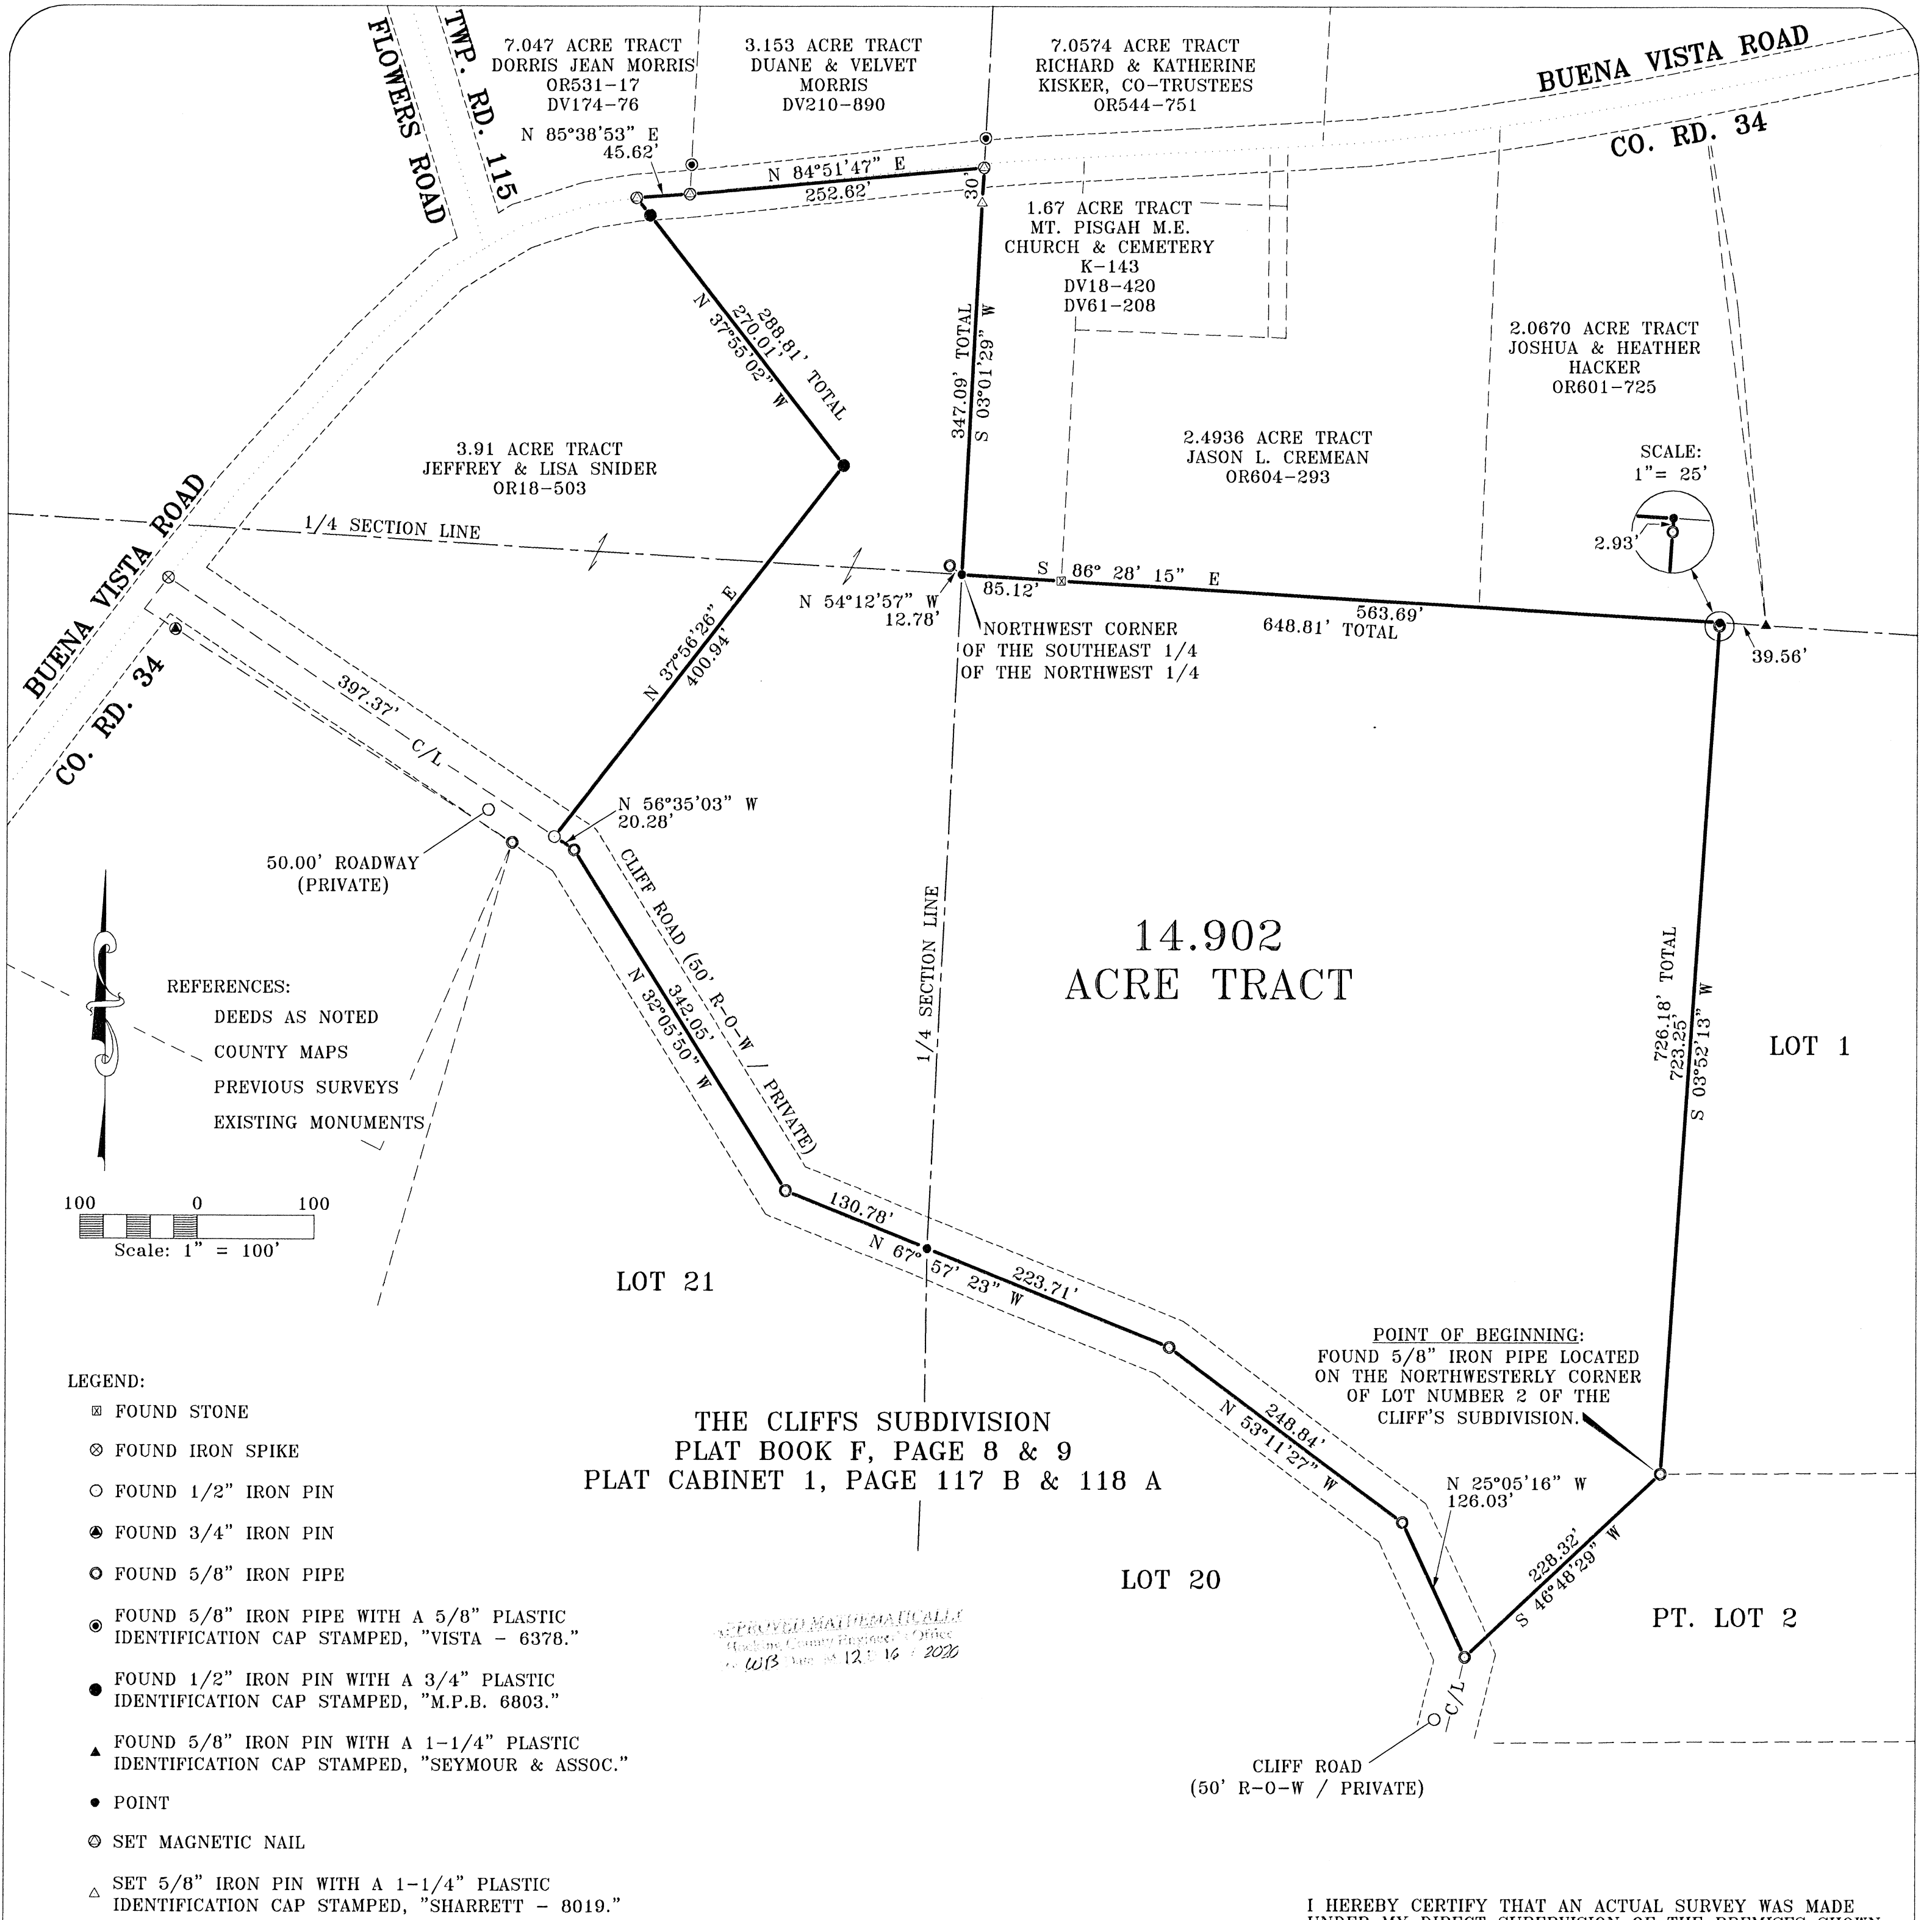 FLOWERS ROAD
TWP. RD. 115
7.047 ACRE TRACT
DORRIS JEAN MORRIS
OR531-17
DV174-76
3.153 ACRE TRACT
DUANE & VELVET
MORRIS
DV210-890
7.0574 ACRE TRACT
RICHARD & KATHERINE
KISKER, CO-TRUSTEES
OR544-751
BUENA VISTA ROAD
CO. RD. 34
N 85°38'53" E
45.62'
N 84°51'47" E
252.62'
30'
1.67 ACRE TRACT
MT. PISGAH M.E.
CHURCH & CEMETERY
K-143
DV18-420
DV61-208
288.81' TOTAL
270.01'
N 37°55'02" W
347.09' TOTAL
S 03°01'29" W
2.0670 ACRE TRACT
JOSHUA & HEATHER
HACKER
OR601-725
3.91 ACRE TRACT
JEFFREY & LISA SNIDER
OR18-503
2.4936 ACRE TRACT
JASON L. CREMEAN
OR604-293
SCALE:
1"= 25'
2.93'
1/4 SECTION LINE
BUENA VISTA ROAD
CO. RD. 34
N 54°12'57" W
12.78'
S 86° 28' 15" E
85.12'
563.69'
648.81' TOTAL
39.56'
NORTHWEST CORNER
OF THE SOUTHEAST 1/4
OF THE NORTHWEST 1/4
N 37°56'26" E
400.94'
397.37'
C/L
N 56°35'03" W
20.28'
50.00' ROADWAY
(PRIVATE)
CLIFF ROAD (50' R-O-W / PRIVATE)
342.05'
N 32°05'50" W
1/4 SECTION LINE
14.902
ACRE TRACT
726.18' TOTAL
723.25'
S 03°52'13" W
LOT 1
REFERENCES:
DEEDS AS NOTED
COUNTY MAPS
PREVIOUS SURVEYS
EXISTING MONUMENTS
100 0 100
Scale: 1" = 100'
130.78'
N 67° 57' 23" W
223.71'
LOT 21
POINT OF BEGINNING:
FOUND 5/8" IRON PIPE LOCATED
ON THE NORTHWESTERLY CORNER
OF LOT NUMBER 2 OF THE
CLIFF'S SUBDIVISION.
248.84'
N 53°11'27" W
N 25°05'16" W
126.03'
228.32'
S 46°48'29" W
THE CLIFFS SUBDIVISION
PLAT BOOK F, PAGE 8 & 9
PLAT CABINET 1, PAGE 117 B & 118 A
LOT 20
PT. LOT 2
C/L
CLIFF ROAD
(50' R-O-W / PRIVATE)
APPROVED MATHEMATICALLY
Hocking County Engineer's Office
WB 12 16 2020
LEGEND:
FOUND STONE
FOUND IRON SPIKE
FOUND 1/2" IRON PIN
FOUND 3/4" IRON PIN
FOUND 5/8" IRON PIPE
FOUND 5/8" IRON PIPE WITH A 5/8" PLASTIC
IDENTIFICATION CAP STAMPED, "VISTA - 6378."
FOUND 1/2" IRON PIN WITH A 3/4" PLASTIC
IDENTIFICATION CAP STAMPED, "M.P.B. 6803."
FOUND 5/8" IRON PIN WITH A 1-1/4" PLASTIC
IDENTIFICATION CAP STAMPED, "SEYMOUR & ASSOC."
POINT
SET MAGNETIC NAIL
SET 5/8" IRON PIN WITH A 1-1/4" PLASTIC
IDENTIFICATION CAP STAMPED, "SHARRETT - 8019."
I HEREBY CERTIFY THAT AN ACTUAL SURVEY WAS MADE
UNDER MY DIRECT SUPERVISION OF THE PREMISES SHOWN